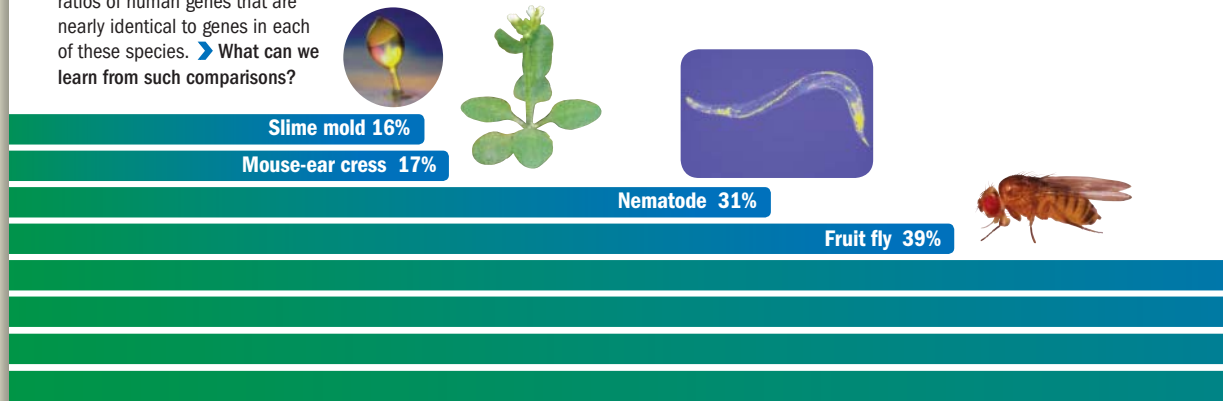 ratios of human genes that are
nearly identical to genes in each
of these species. ❯ What can we
learn from such comparisons?
Slime mold 16%
Mouse-ear cress 17%
Nematode 31%
Fruit fly 39%